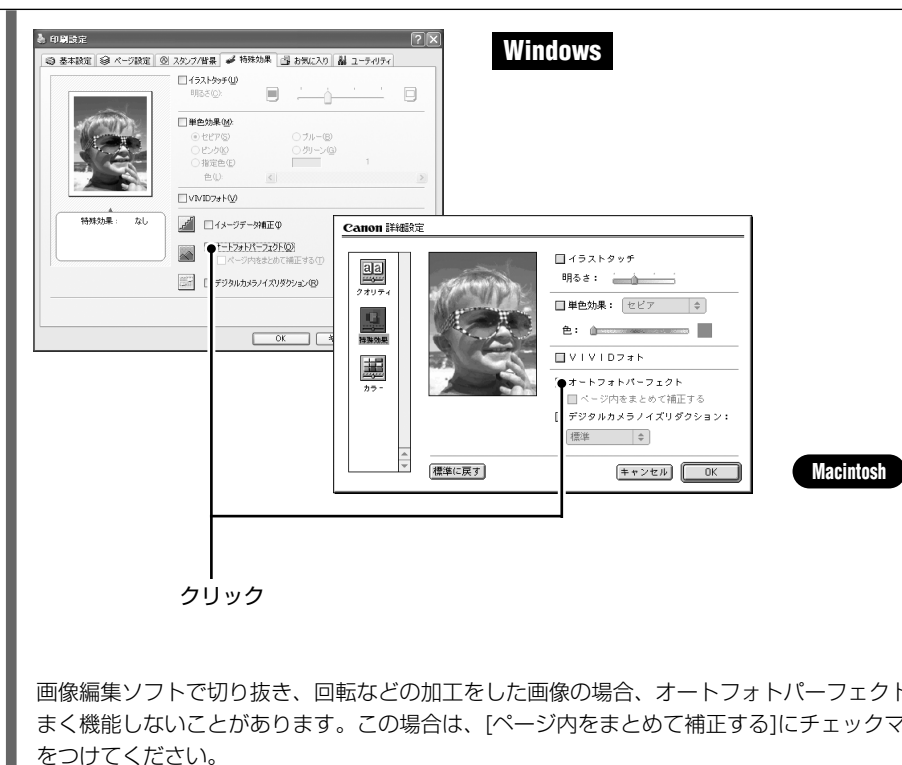 印刷設定
Windows
基本設定 ページ設定 スタンプ/背景 特殊効果 お気に入り ユーティリティ
イラストタッチ(U)
明るさ(C):
単色効果(M):
セピア(S) ブルー(B)
ピンク(K) グリーン(G)
指定色(E) 1
色(L)
VIVIDフォト(V)
特殊効果: なし
イメージデータ補正(I)
オートフォトパーフェクト(O)
ページ内をまとめて補正する(T)
デジタルカメラノイズリダクション(R)
OK
Canon 詳細設定
クオリティ
特殊効果
カラー
イラストタッチ
明るさ:
単色効果: セピア
色:
VIVIDフォト
オートフォトパーフェクト
ページ内をまとめて補正する
デジタルカメラノイズリダクション:
標準
標準に戻す キャンセル OK
Macintosh
クリック
画像編集ソフトで切り抜き、回転などの加工をした画像の場合、オートフォトパーフェクト
まく機能しないことがあります。この場合は、[ページ内をまとめて補正する]にチェックマ
をつけてください。